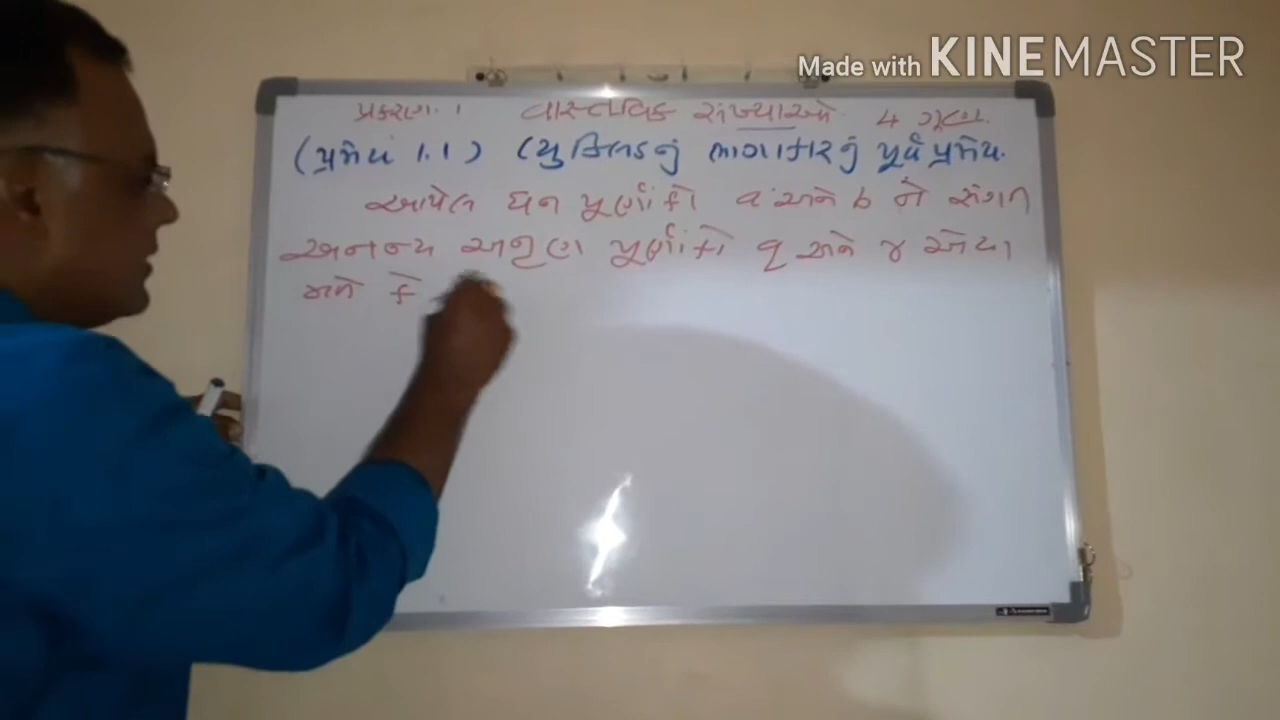 Made with KINEMASTER
પ્રકરણ. 1 વાસ્તવિક સંખ્યાઓ. 4 ગુણ.
(પ્રમેય 1.1) (યુક્લિડનું ભાગાકારનું પૂર્વ પ્રમેય.
આપેલ ધન પૂર્ણાંકો a અને b ને સંગત
અનન્ય અનૃણ પૂર્ણાંકો q અને r એવા
મળે કે